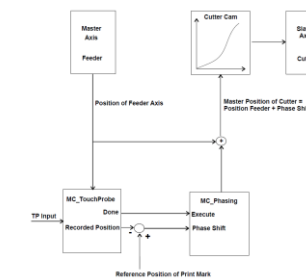 Master
Axis
Feeder
Cutter Cam
Position of Feeder Axis
Master Position of Cutter =
Position Feeder + Phase
MC_TouchProbe
Done
Recorded Position
MC_Phasing
Execute
Phase Shift
TP Input
-
+
+
Reference Position of Print Mark